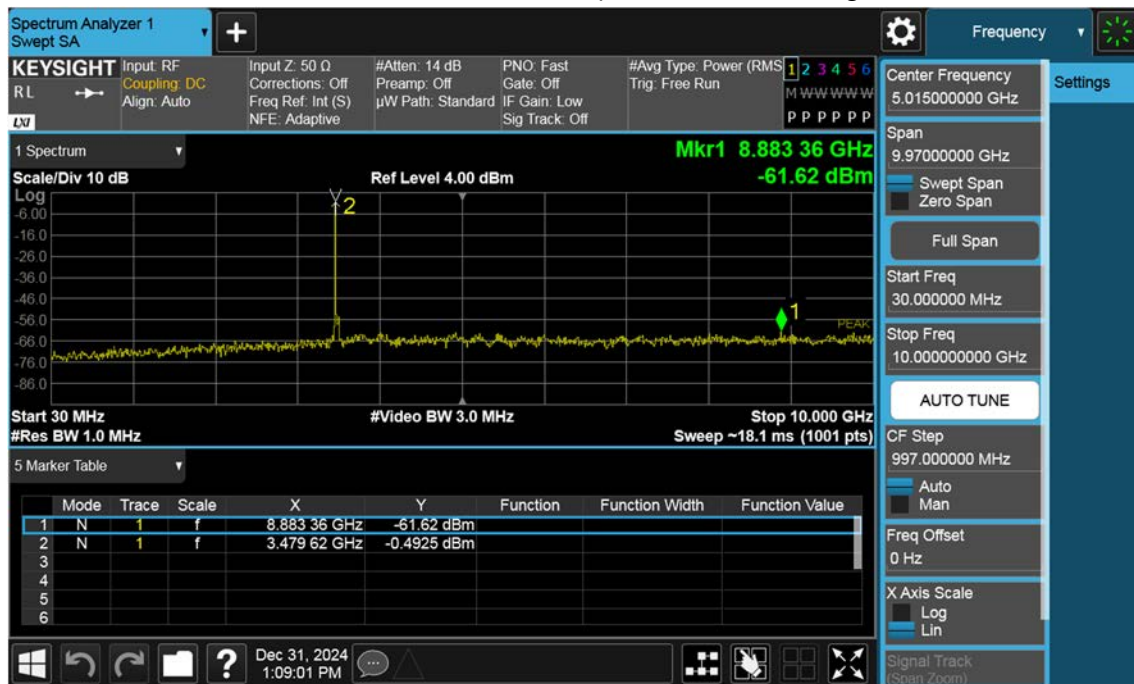 Spectrum Analyzer 1
Swept SA
Frequency
KEYSIGHT
RL
LXI
Input: RF
Coupling: DC
Align: Auto
Input Z: 50 Ω
Corrections: Off
Freq Ref: Int (S)
NFE: Adaptive
#Atten: 14 dB
Preamp: Off
µW Path: Standard
PNO: Fast
Gate: Off
IF Gain: Low
Sig Track: Off
#Avg Type: Power (RMS
Trig: Free Run
1 2 3 4 5 6
M W W W W W
P P P P P P
1 Spectrum
Scale/Div 10 dB
Ref Level 4.00 dBm
Mkr1 8.883 36 GHz
-61.62 dBm
Log
-6.00
-16.0
-26.0
-36.0
-46.0
-56.0
-66.0
-76.0
-86.0
2
1
PEAK
Start 30 MHz
#Video BW 3.0 MHz
Stop 10.000 GHz
#Res BW 1.0 MHz
Sweep ~18.1 ms (1001 pts)
5 Marker Table
Mode Trace Scale X Y Function Function Width Function Value
1 N 1 f 8.883 36 GHz -61.62 dBm
2 N 1 f 3.479 62 GHz -0.4925 dBm
3
4
5
6
Dec 31, 2024
1:09:01 PM
Center Frequency
5.015000000 GHz
Settings
Span
9.97000000 GHz
Swept Span
Zero Span
Full Span
Start Freq
30.000000 MHz
Stop Freq
10.000000000 GHz
AUTO TUNE
CF Step
997.000000 MHz
Auto
Man
Freq Offset
0 Hz
X Axis Scale
Log
Lin
Signal Track
(Span Zoom)